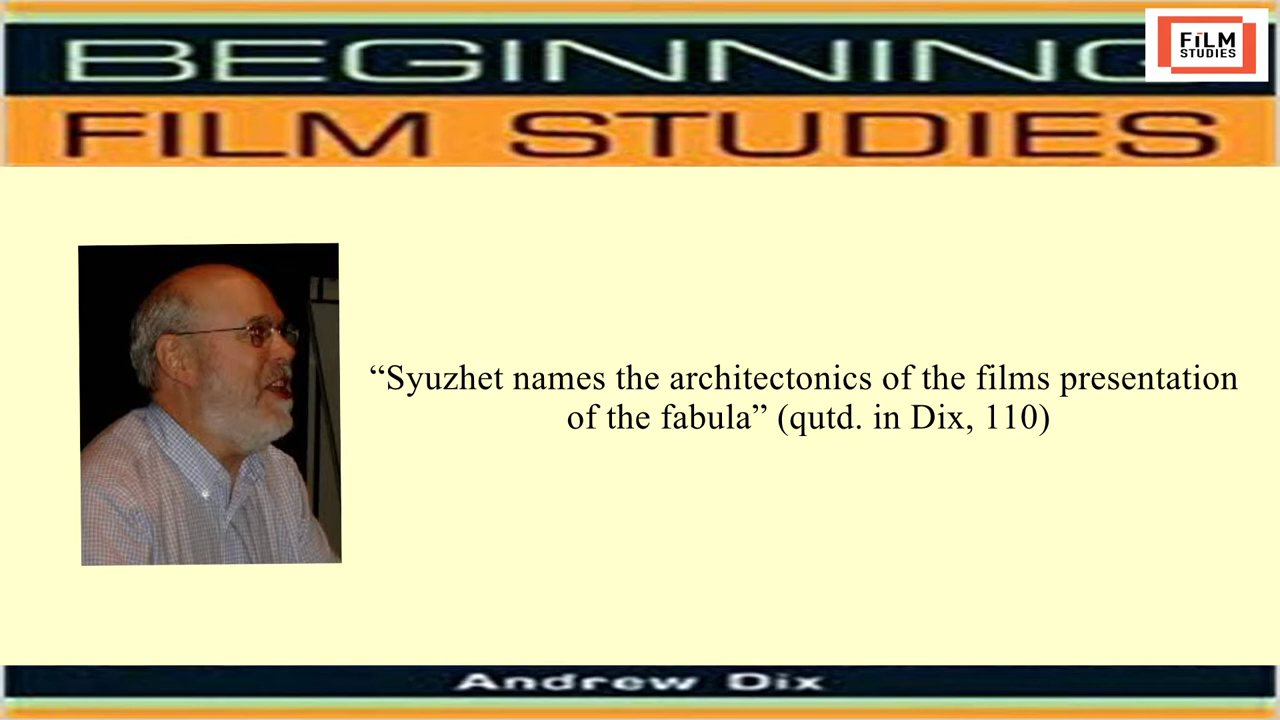 BEGINNING
FiLM
STUDIES
FILM STUDIES
“Syuzhet names the architectonics of the films presentation
of the fabula” (qutd. in Dix, 110)
Andrew Dix